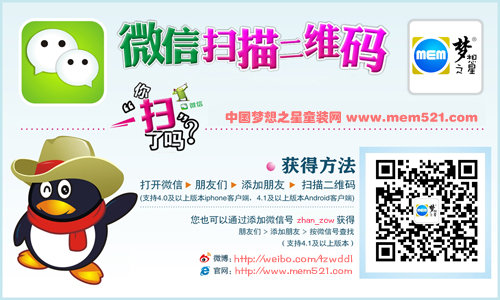 微信扫描二维码
MEM
梦想之星
你
“扫”
了吗?
微信
中国梦想之星童装网 www.mem521.com
获得方法
打开微信 朋友们 添加朋友 扫描二维码
(支持4.0及以上版本iphone客户端,4.1及以上版本Android客户端)
您也可以通过添加微信号 zhan_zow 获得
朋友们 > 添加朋友 > 按微信号查找
( 支持4.1及以上版本 )
微博: http://weibo.com/tzwddl
官网: http://www.mem521.com